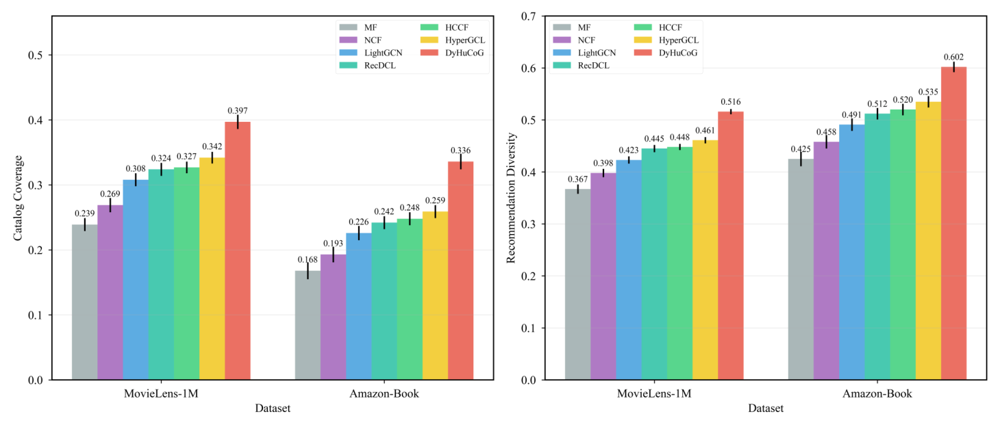 Catalog Coverage
0.5
0.4
0.3
0.2
0.1
0.0
MF
NCF
LightGCN
RecDCL
HCCF
HyperGCL
DyHuCoG
0.239
0.269
0.308
0.324
0.327
0.342
0.397
0.168
0.193
0.226
0.242
0.248
0.259
0.336
MovieLens-1M
Amazon-Book
Dataset
Recommendation Diversity
0.7
0.6
0.5
0.4
0.3
0.2
0.1
0.0
MF
NCF
LightGCN
RecDCL
HCCF
HyperGCL
DyHuCoG
0.367
0.398
0.423
0.445
0.448
0.461
0.516
0.425
0.458
0.491
0.512
0.520
0.535
0.602
MovieLens-1M
Amazon-Book
Dataset